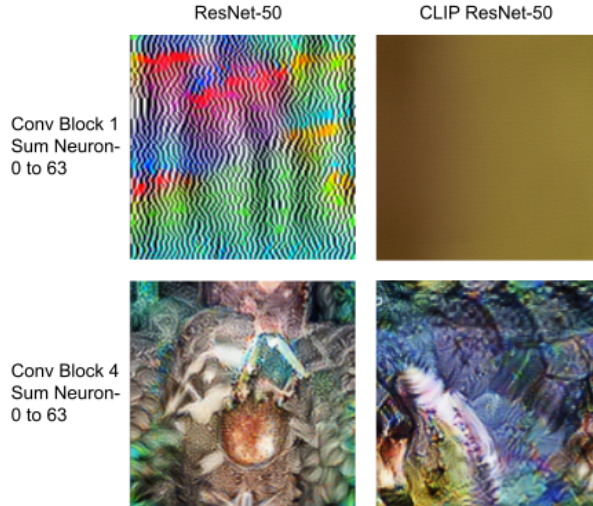 ResNet-50
CLIP ResNet-50
Conv Block 1
Sum Neuron-
0 to 63
Conv Block 4
Sum Neuron-
0 to 63